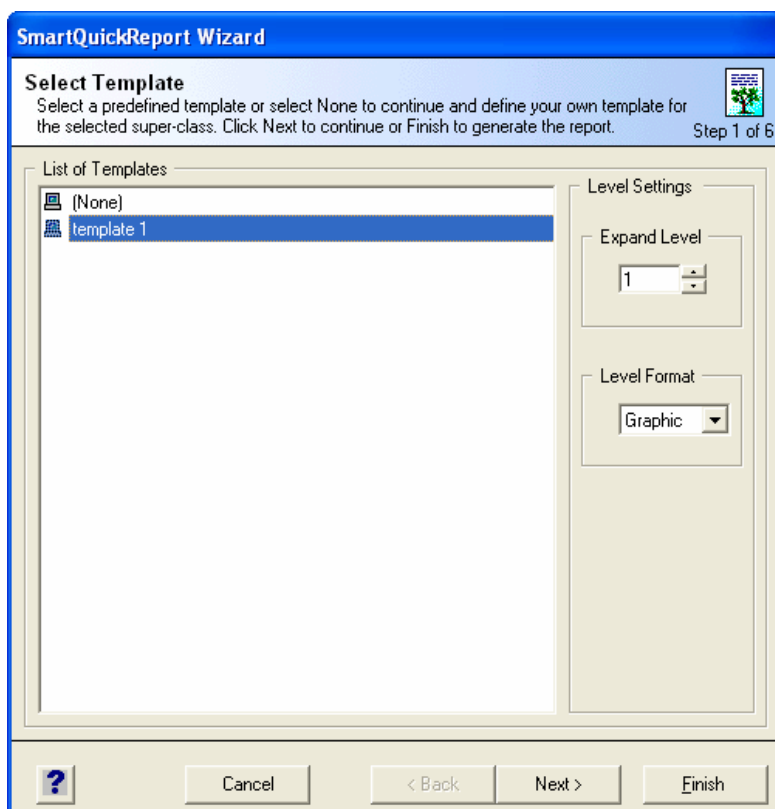 SmartQuickReport Wizard
Select Template
Select a predefined template or select None to continue and define your own template for
the selected super-class. Click Next to continue or Finish to generate the report.
Step 1 of 6
List of Templates
(None)
template 1
Level Settings
Expand Level
1
Level Format
Graphic
?
Cancel
< Back
Next >
Finish